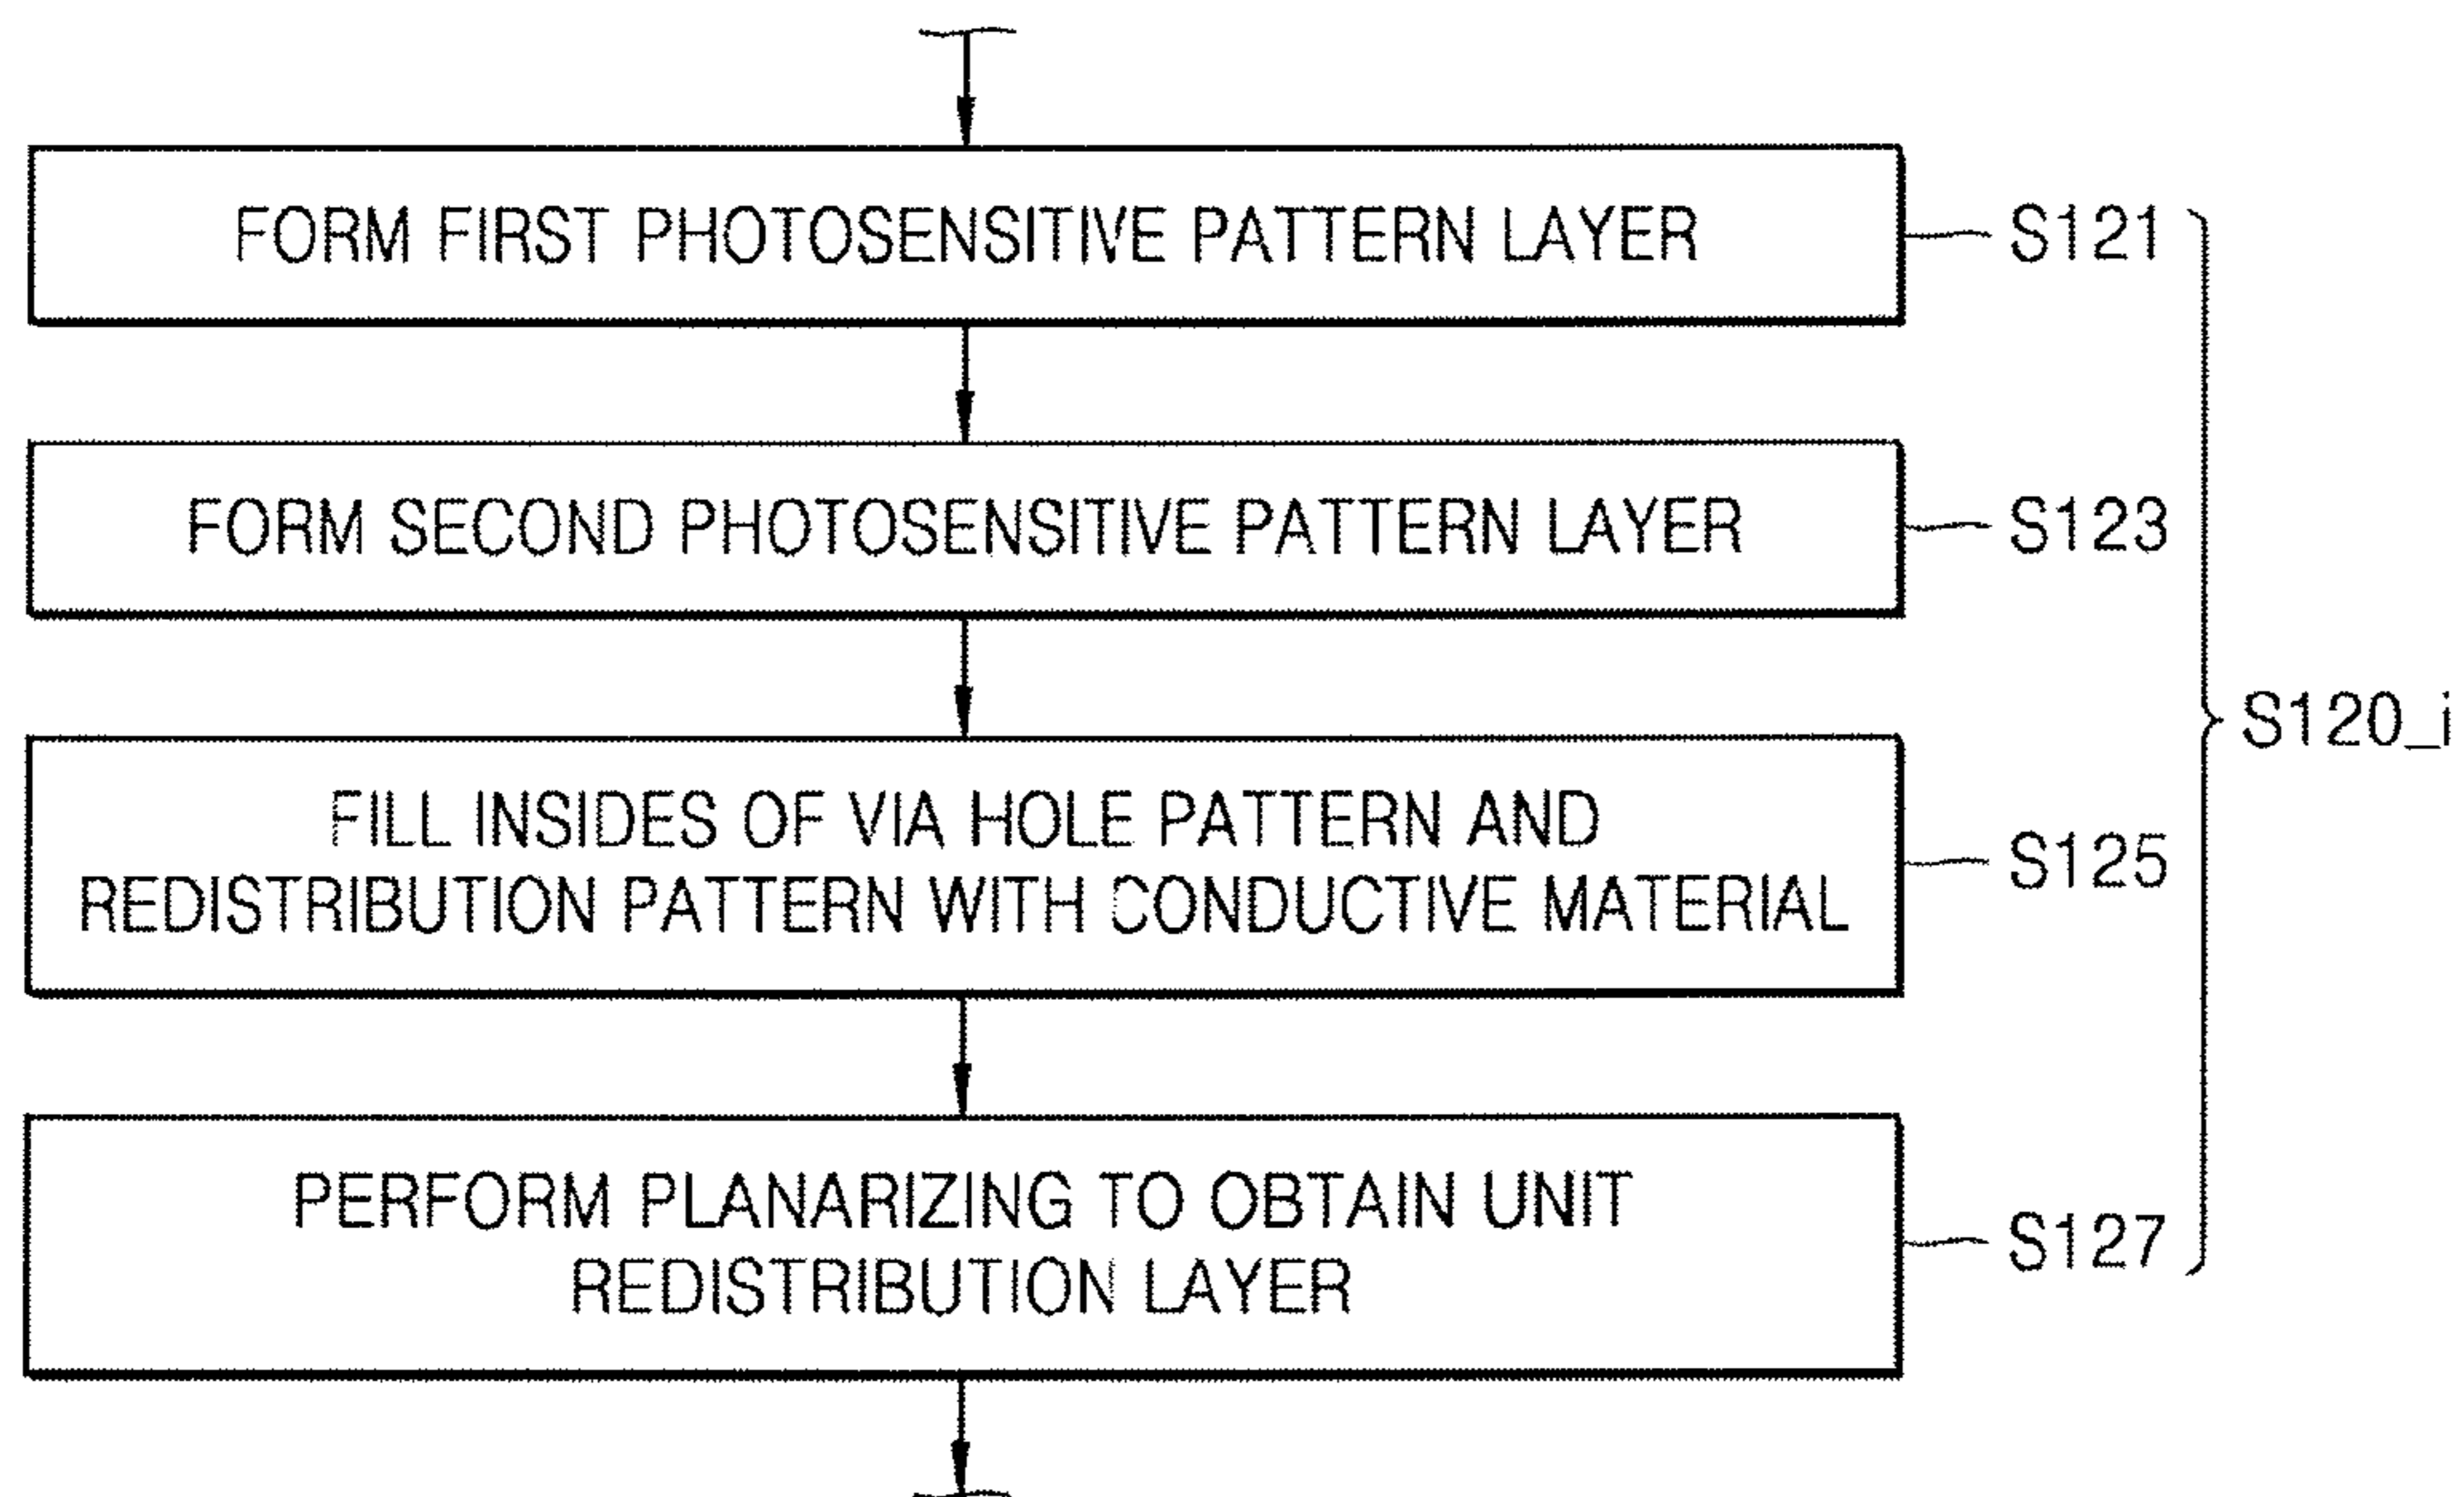 FORM FIRST PHOTOSENSITIVE PATTERN LAYER
S121
FORM SECOND PHOTOSENSITIVE PATTERN LAYER
S123
FILL INSIDES OF VIA HOLE PATTERN AND
REDISTRIBUTION PATTERN WITH CONDUCTIVE MATERIAL
S125
PERFORM PLANARIZING TO OBTAIN UNIT
REDISTRIBUTION LAYER
S127
S120_i